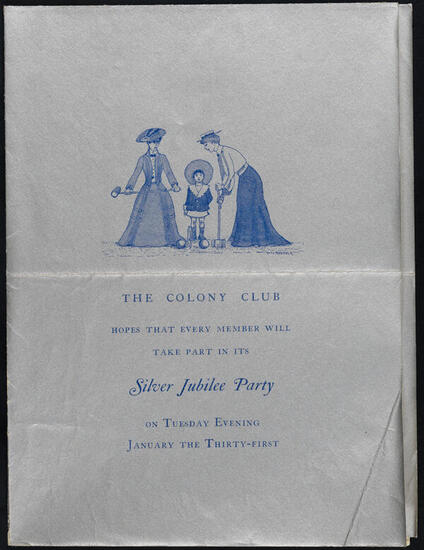 THE COLONY CLUB
HOPES THAT EVERY MEMBER WILL
TAKE PART IN ITS
Silver Jubilee Party
ON TUESDAY EVENING
JANUARY THE THIRTY-FIRST